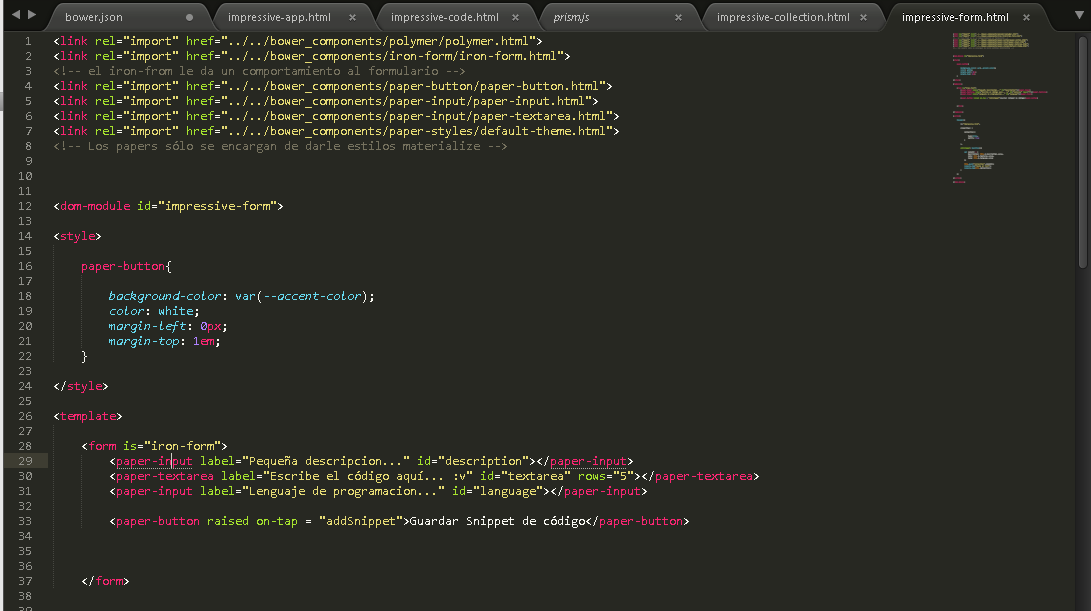 bower.json impressive-app.html impressive-code.html prism.js impressive-collection.html impressive-form.html
1 <link rel="import" href="../../bower_components/polymer/polymer.html">
2 <link rel="import" href="../../bower_components/iron-form/iron-form.html">
3 <!-- el iron-from le da un comportamiento al formulario -->
4 <link rel="import" href="../../bower_components/paper-button/paper-button.html">
5 <link rel="import" href="../../bower_components/paper-input/paper-input.html">
6 <link rel="import" href="../../bower_components/paper-input/paper-textarea.html">
7 <link rel="import" href="../../bower_components/paper-styles/default-theme.html">
8 <!-- Los papers sólo se encargan de darle estilos materialize -->
9
10
11
12 <dom-module id="impressive-form">
13
14 <style>
15
16 paper-button{
17
18 background-color: var(--accent-color);
19 color: white;
20 margin-left: 0px;
21 margin-top: 1em;
22 }
23
24 </style>
25
26 <template>
27
28 <form is="iron-form">
29 <paper-input label="Pequeña descripcion..." id="description"></paper-input>
30 <paper-textarea label="Escribe el código aquí... :v" id="textarea" rows="5"></paper-textarea>
31 <paper-input label="Lenguaje de programacion..." id="language"></paper-input>
32
33 <paper-button raised on-tap = "addSnippet">Guardar Snippet de código</paper-button>
34
35
36
37 </form>
38
39